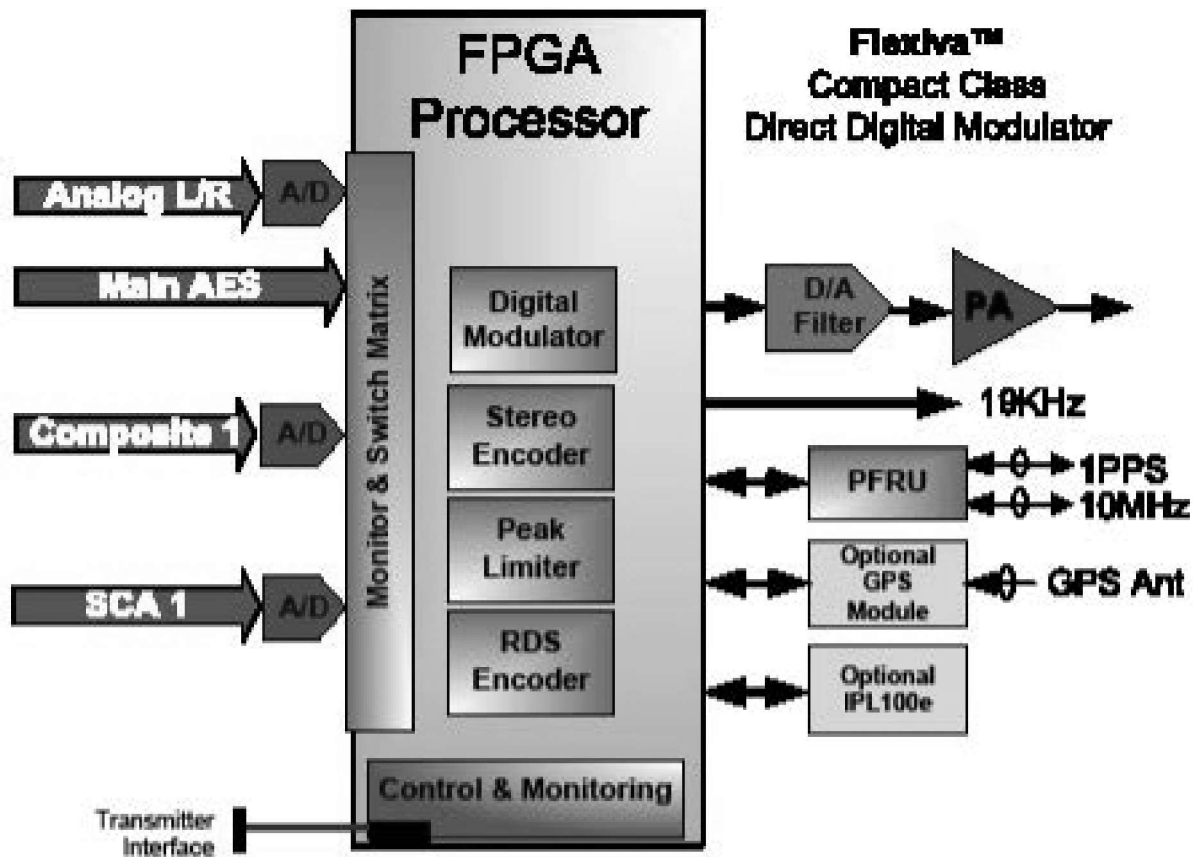 FPGA
Processor
Flexiva™
Compact Class
Direct Digital Modulator
Analog L/R
A/D
Main AES
Composite 1
A/D
SCA 1
A/D
Monitor & Switch Matrix
Digital
Modulator
Stereo
Encoder
Peak
Limiter
RDS
Encoder
Control & Monitoring
Transmitter
Interface
D/A
Filter
PA
19KHz
PFRU
1PPS
10MHz
Optional
GPS
Module
GPS Ant
Optional
IPL100e